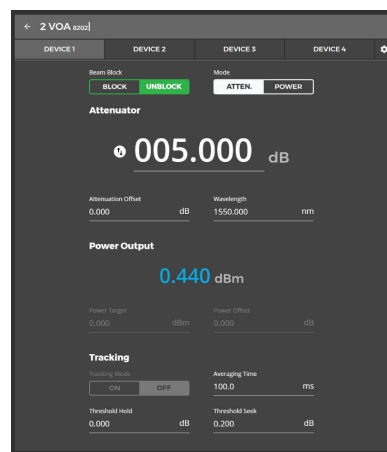 ← 2 VOA 8202
DEVICE 1 DEVICE 2 DEVICE 3 DEVICE 4
Beam Block Mode
BLOCK UNBLOCK ATTEN. POWER
Attenuator
005.000 dB
Attenuation Offset Wavelength
0.000 dB 1550.000 nm
Power Output
0.440 dBm
Power Target Power Offset
0.000 dBm 0.000 dB
Tracking
Tracking Mode Averaging Time
ON OFF 100.0 ms
Threshold Hold Threshold Seek
0.000 dB 0.200 dB